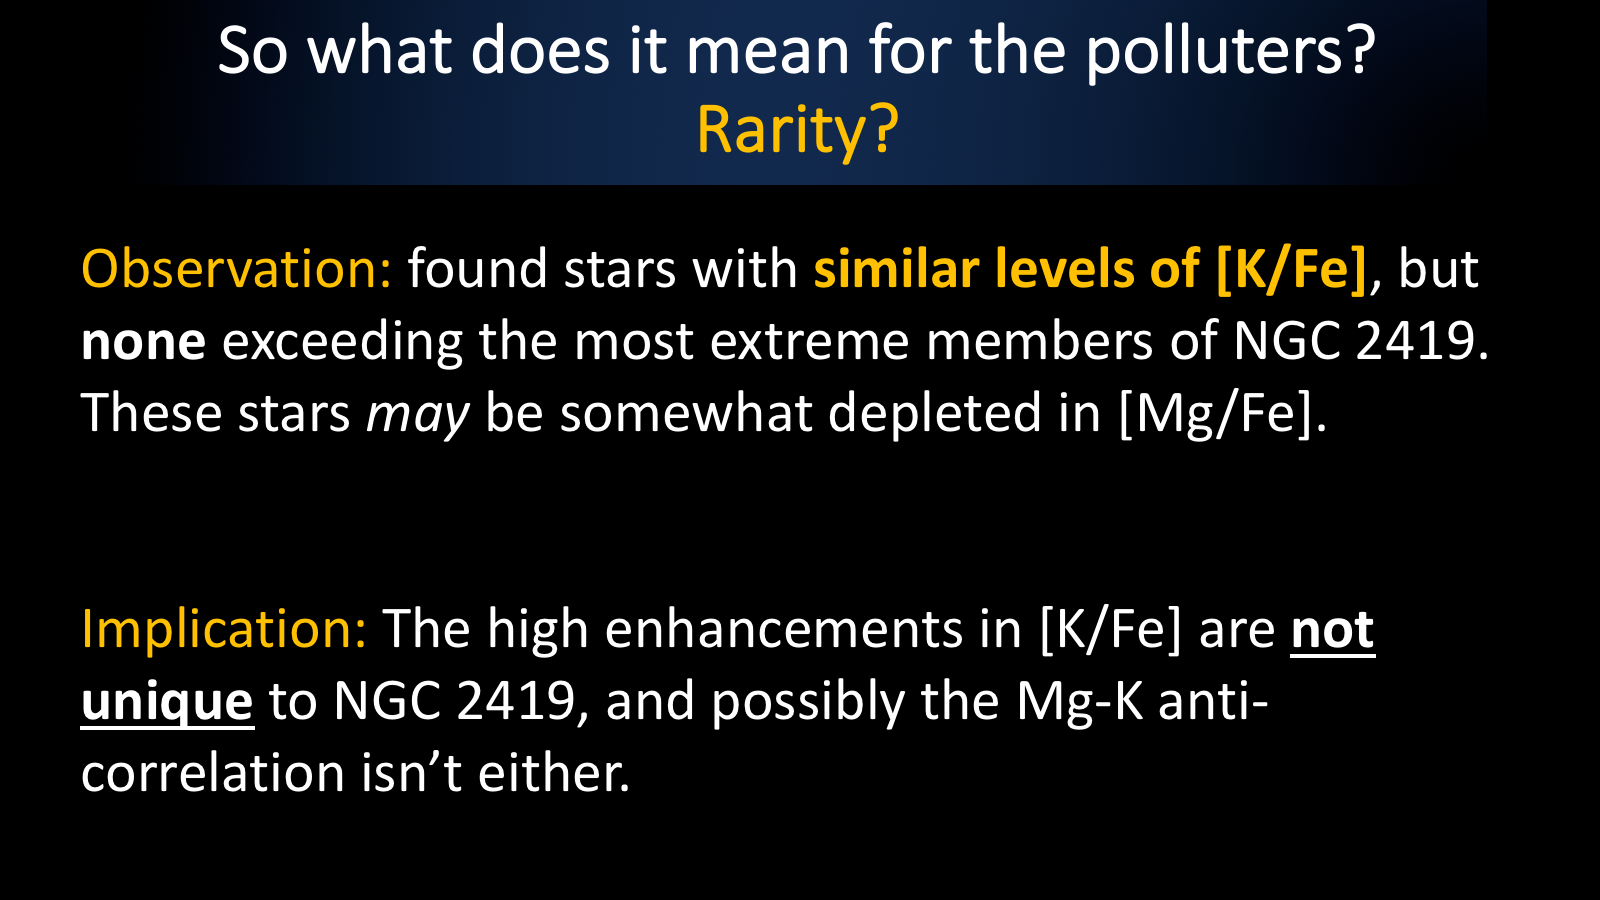 So what does it mean for the polluters?
Rarity?
Observation: found stars with similar levels of [K/Fe], but
none exceeding the most extreme members of NGC 2419.
These stars may be somewhat depleted in [Mg/Fe].
Implication: The high enhancements in [K/Fe] are not
unique to NGC 2419, and possibly the Mg-K anti-
correlation isn’t either.